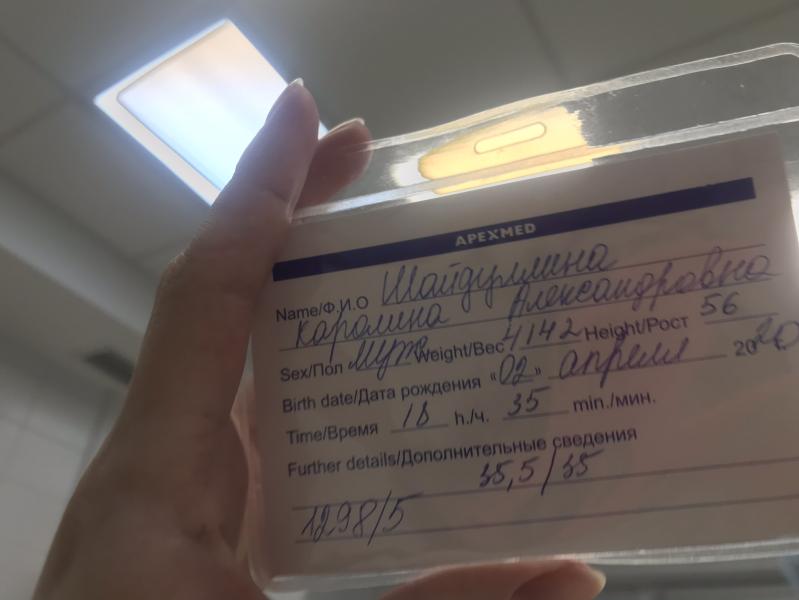 APEXMED
Name/Ф.И.О Шайдуллина
Каролина Александровна
Sex/Пол муж Weight/Вес 4142 Height/Рост 56
Birth date/Дата рождения «02» апреля 2020
Time/Время 18 h./ч. 35 min./мин.
Further details/Дополнительные сведения
35,5/35
1298/5